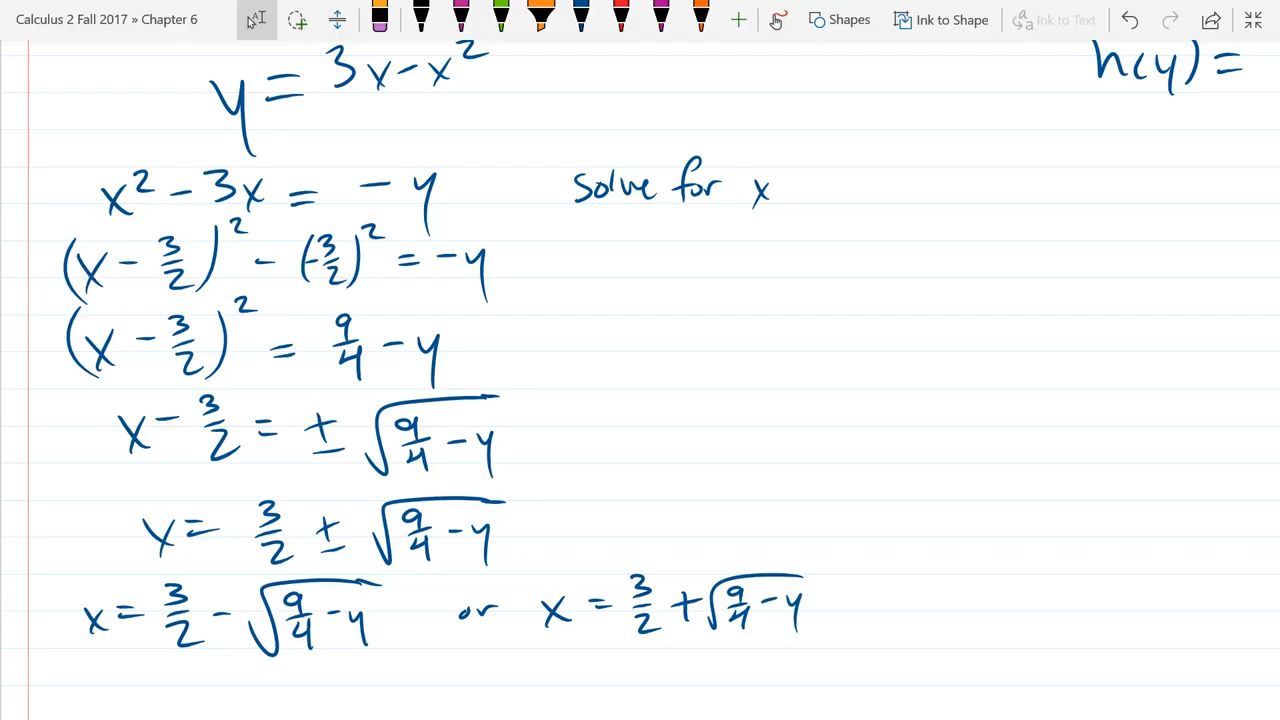 Calculus 2 Fall 2017 » Chapter 6 Shapes Ink to Shape Ink to Text
y = 3x - x² h(y) =
x² - 3x = - y solve for x
(x - 3/2)² - (-3/2)² = - y
(x - 3/2)² = 9/4 - y
x - 3/2 = ± √(9/4 - y)
x = 3/2 ± √(9/4 - y)
x = 3/2 - √(9/4 - y) or x = 3/2 + √(9/4 - y)